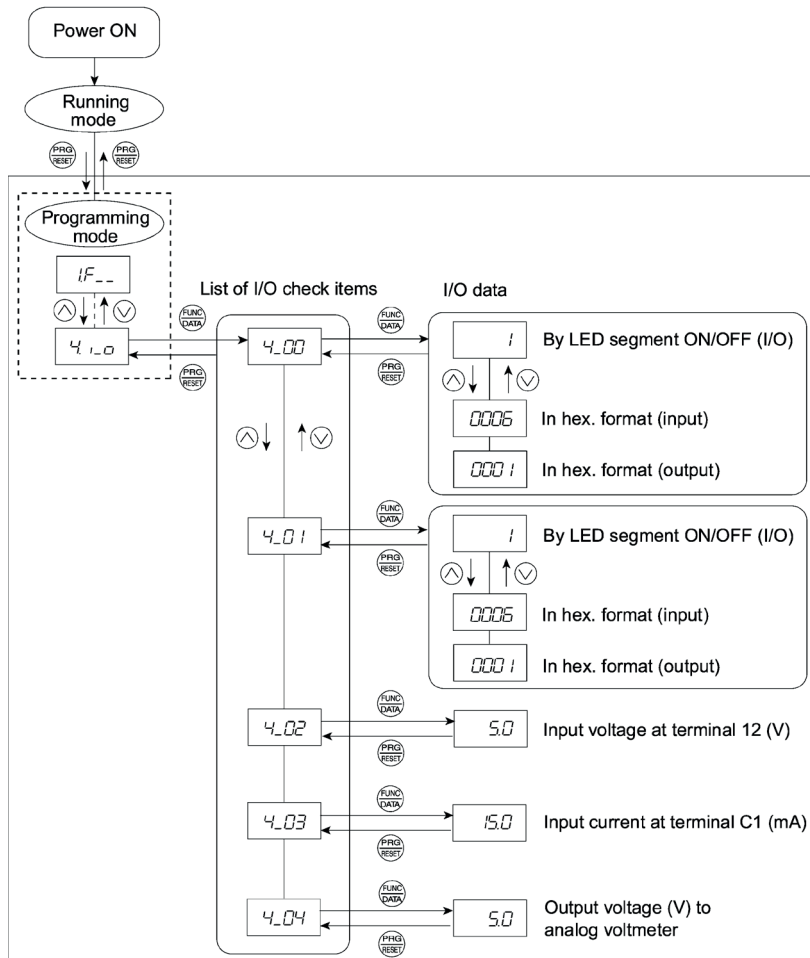 Power ON
Running
mode
PRG
RESET
PRG
RESET
Programming
mode
1.F__
4.i_o
List of I/O check items
I/O data
FUNC
DATA
PRG
RESET
4_00
FUNC
DATA
PRG
RESET
1
By LED segment ON/OFF (I/O)
0006
In hex. format (input)
0001
In hex. format (output)
4_01
FUNC
DATA
PRG
RESET
1
By LED segment ON/OFF (I/O)
0006
In hex. format (input)
0001
In hex. format (output)
4_02
FUNC
DATA
PRG
RESET
5.0
Input voltage at terminal 12 (V)
4_03
FUNC
DATA
PRG
RESET
15.0
Input current at terminal C1 (mA)
4_04
FUNC
DATA
PRG
RESET
5.0
Output voltage (V) to
analog voltmeter